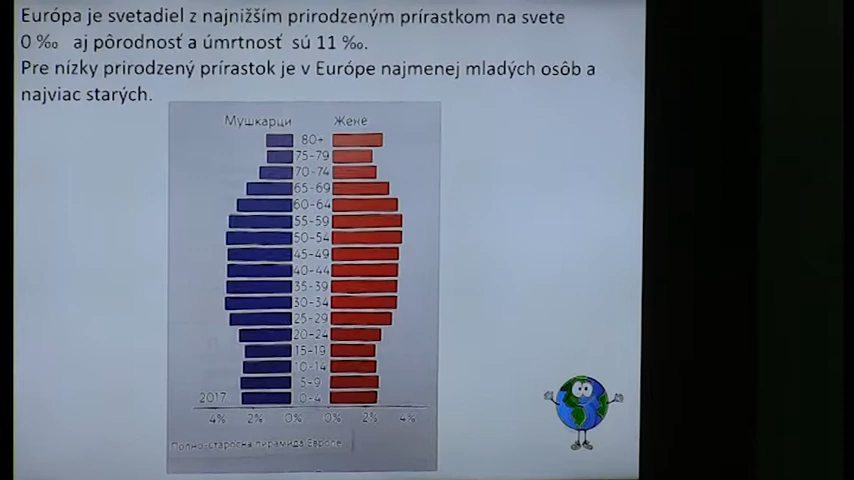 Európa je svetadiel z najnižším prirodzeným prírastkom na svete
0 ‰ aj pôrodnosť a úmrtnosť sú 11 ‰.
Pre nízky prirodzený prírastok je v Európe najmenej mladých osôb a
najviac starých.
Мушкарци Жене
80+
75-79
70-74
65-69
60-64
55-59
50-54
45-49
40-44
35-39
30-34
25-29
20-24
15-19
10-14
5-9
2017 0-4
4% 2% 0% 0% 2% 4%
Полно-старосна пирамида Европе